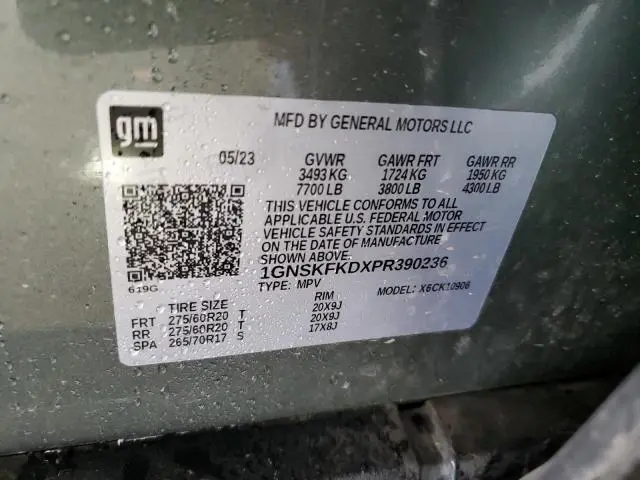 gm
MFD BY GENERAL MOTORS LLC
05/23 GVWR GAWR FRT GAWR RR
3493 KG 1724 KG 1950 KG
7700 LB 3800 LB 4300 LB
THIS VEHICLE CONFORMS TO ALL
APPLICABLE U.S. FEDERAL MOTOR
VEHICLE SAFETY STANDARDS IN EFFECT
ON THE DATE OF MANUFACTURE SHOWN ABOVE.
1GNSKFKDXPR390236
619G
TYPE: MPV MODEL: X6CK10906
TIRE SIZE RIM
FRT 275/60R20 T 20X9J
RR 275/60R20 T 20X9J
SPA 265/70R17 S 17X8J